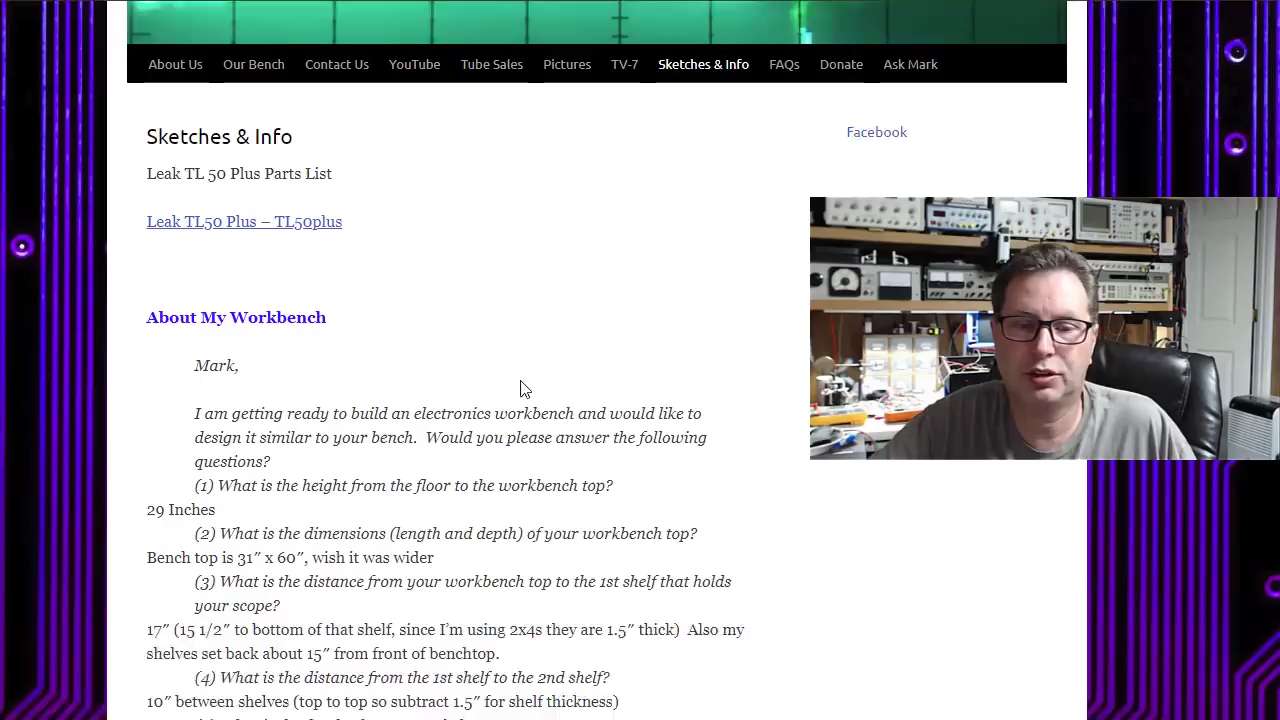 About Us Our Bench Contact Us YouTube Tube Sales Pictures TV-7 Sketches & Info FAQs Donate Ask Mark
Sketches & Info
Facebook
Leak TL 50 Plus Parts List
Leak TL50 Plus – TL50plus
About My Workbench
Mark,
I am getting ready to build an electronics workbench and would like to
design it similar to your bench.  Would you please answer the following
questions?
(1) What is the height from the floor to the workbench top?
29 Inches
(2) What is the dimensions (length and depth) of your workbench top?
Bench top is 31″ x 60″, wish it was wider
(3) What is the distance from your workbench top to the 1st shelf that holds
your scope?
17″ (15 1/2″ to bottom of that shelf, since I’m using 2x4s they are 1.5″ thick)  Also my
shelves set back about 15″ from front of benchtop.
(4) What is the distance from the 1st shelf to the 2nd shelf?
10″ between shelves (top to top so subtract 1.5″ for shelf thickness)